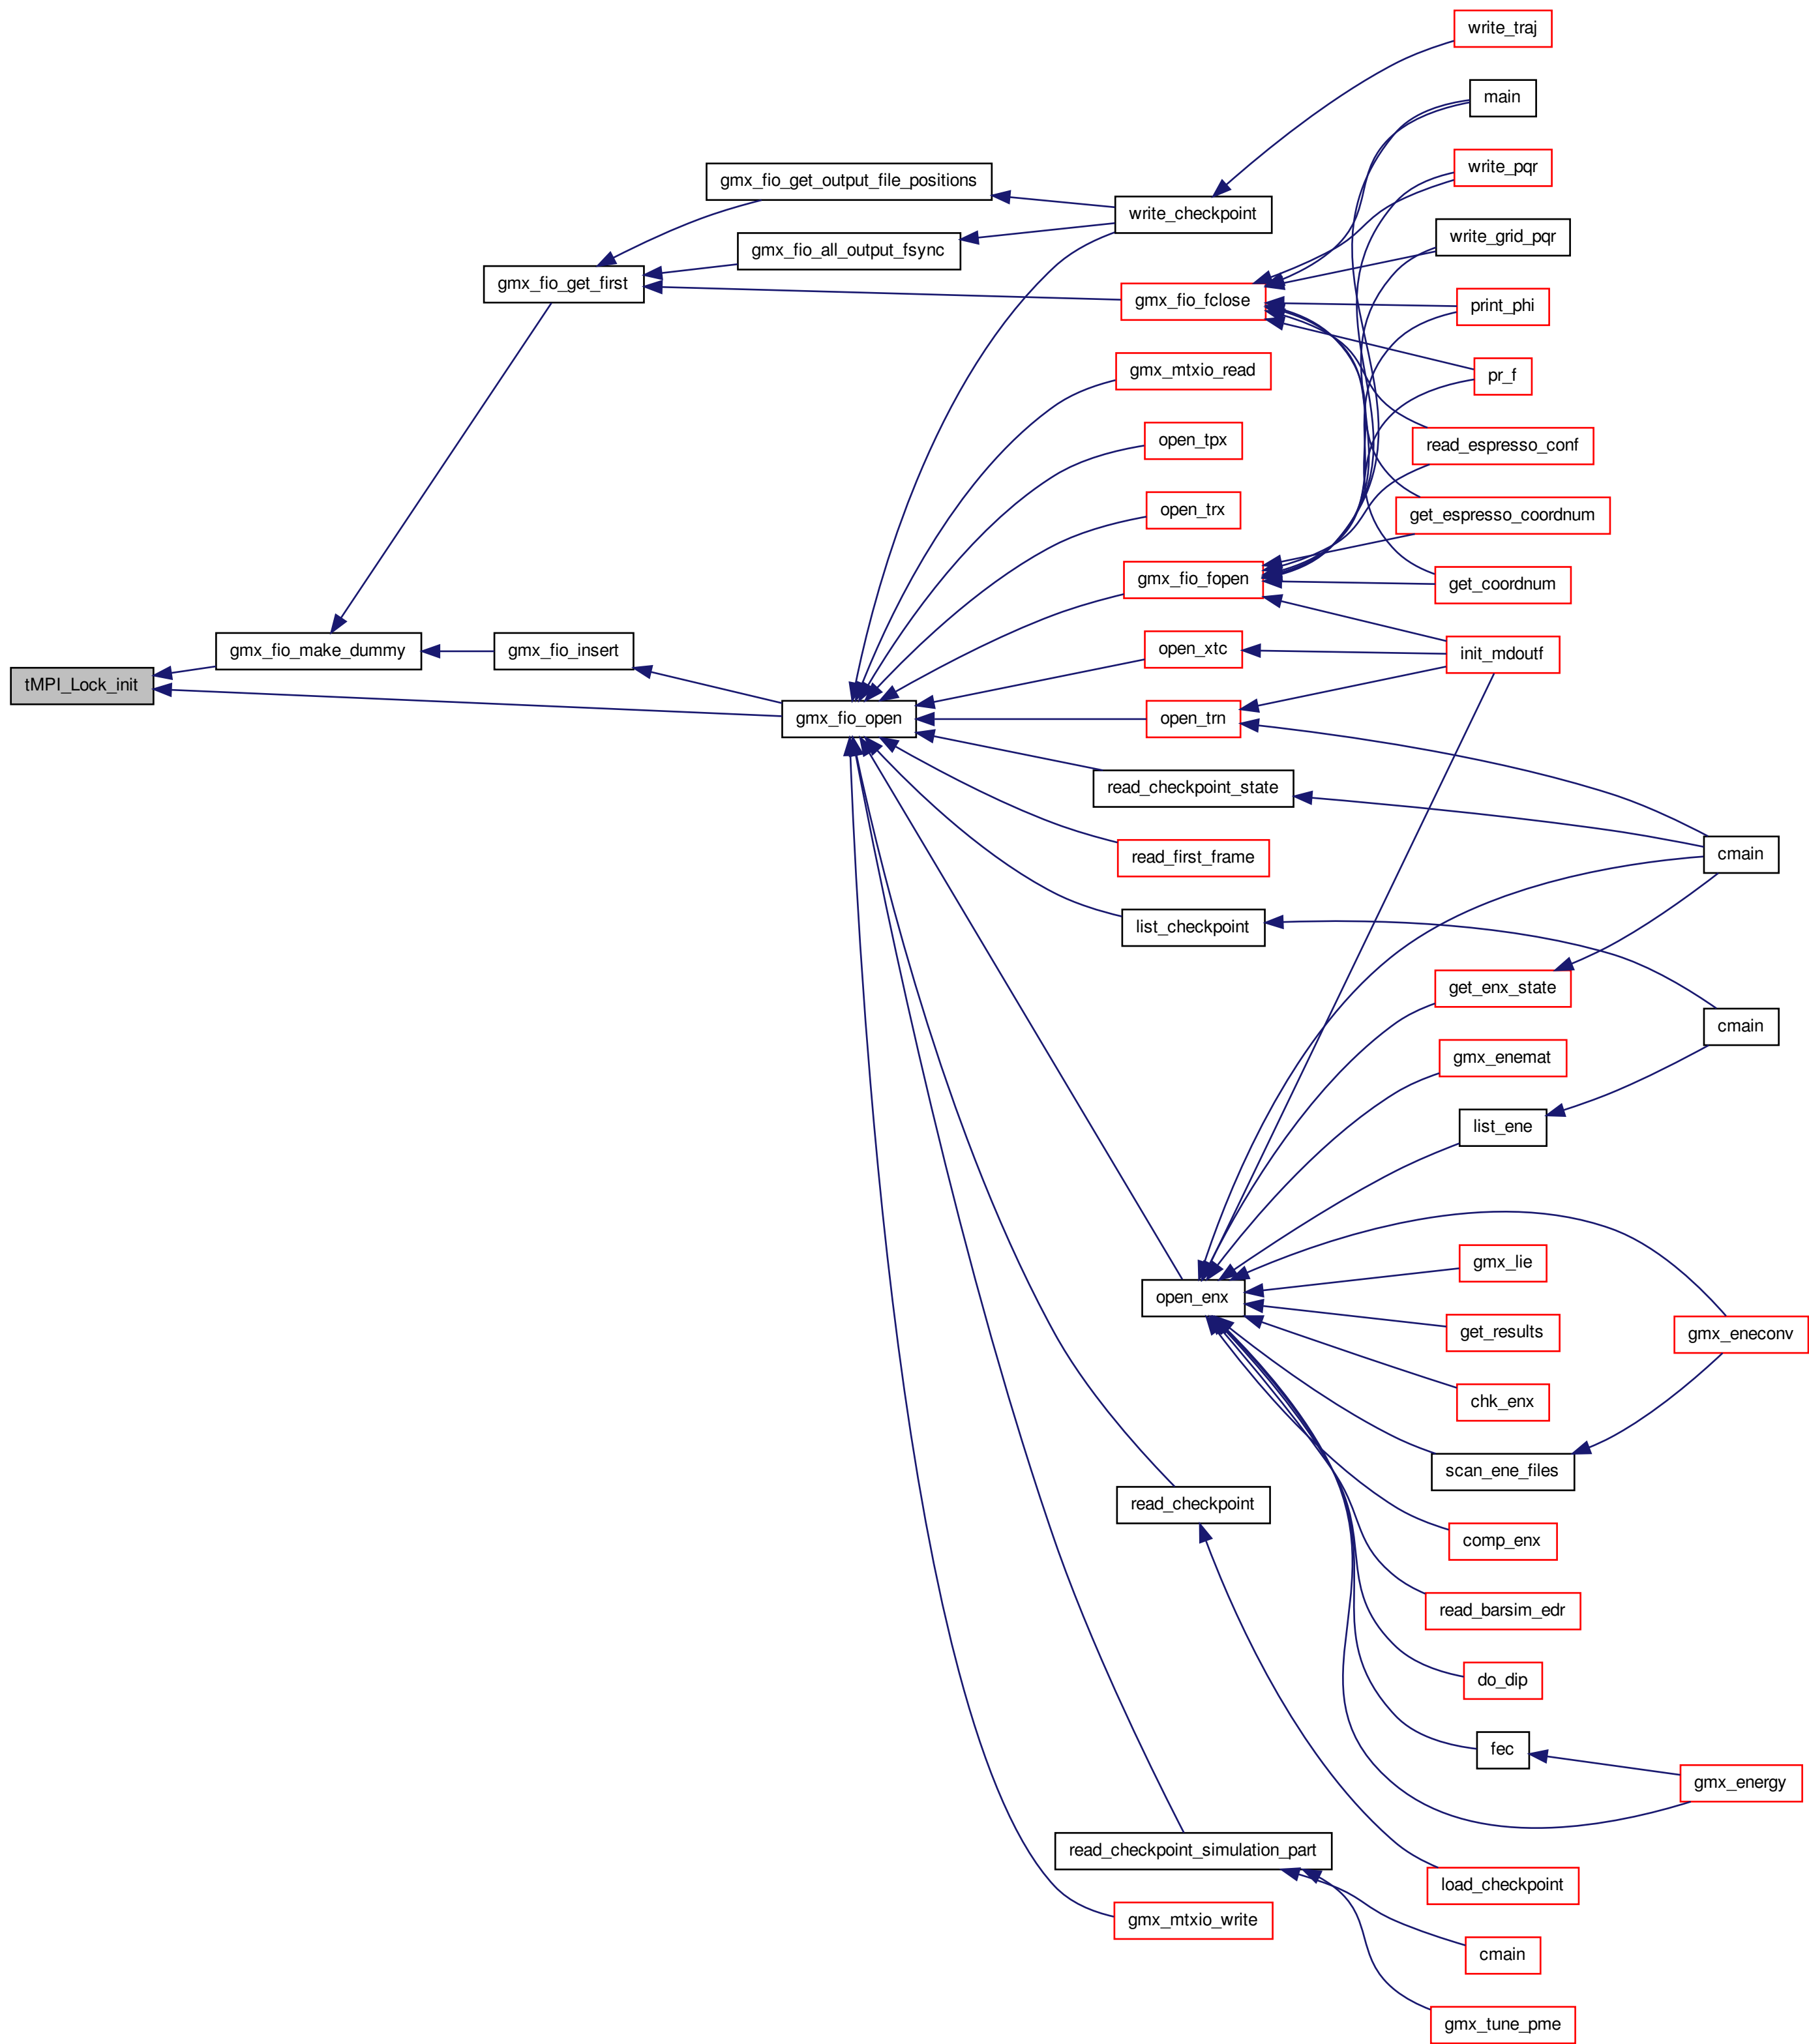 write_traj
main
write_pqr
gmx_fio_get_output_file_positions
write_checkpoint
write_grid_pqr
gmx_fio_all_output_fsync
gmx_fio_get_first
gmx_fio_fclose
print_phi
gmx_mtxio_read
pr_f
open_tpx
read_espresso_conf
open_trx
get_espresso_coordnum
gmx_fio_fopen
get_coordnum
gmx_fio_make_dummy
gmx_fio_insert
open_xtc
init_mdoutf
tMPI_Lock_init
gmx_fio_open
open_trn
read_checkpoint_state
read_first_frame
cmain
list_checkpoint
get_enx_state
cmain
gmx_enemat
list_ene
gmx_lie
open_enx
get_results
gmx_eneconv
chk_enx
scan_ene_files
read_checkpoint
comp_enx
read_barsim_edr
do_dip
fec
gmx_energy
read_checkpoint_simulation_part
load_checkpoint
gmx_mtxio_write
cmain
gmx_tune_pme